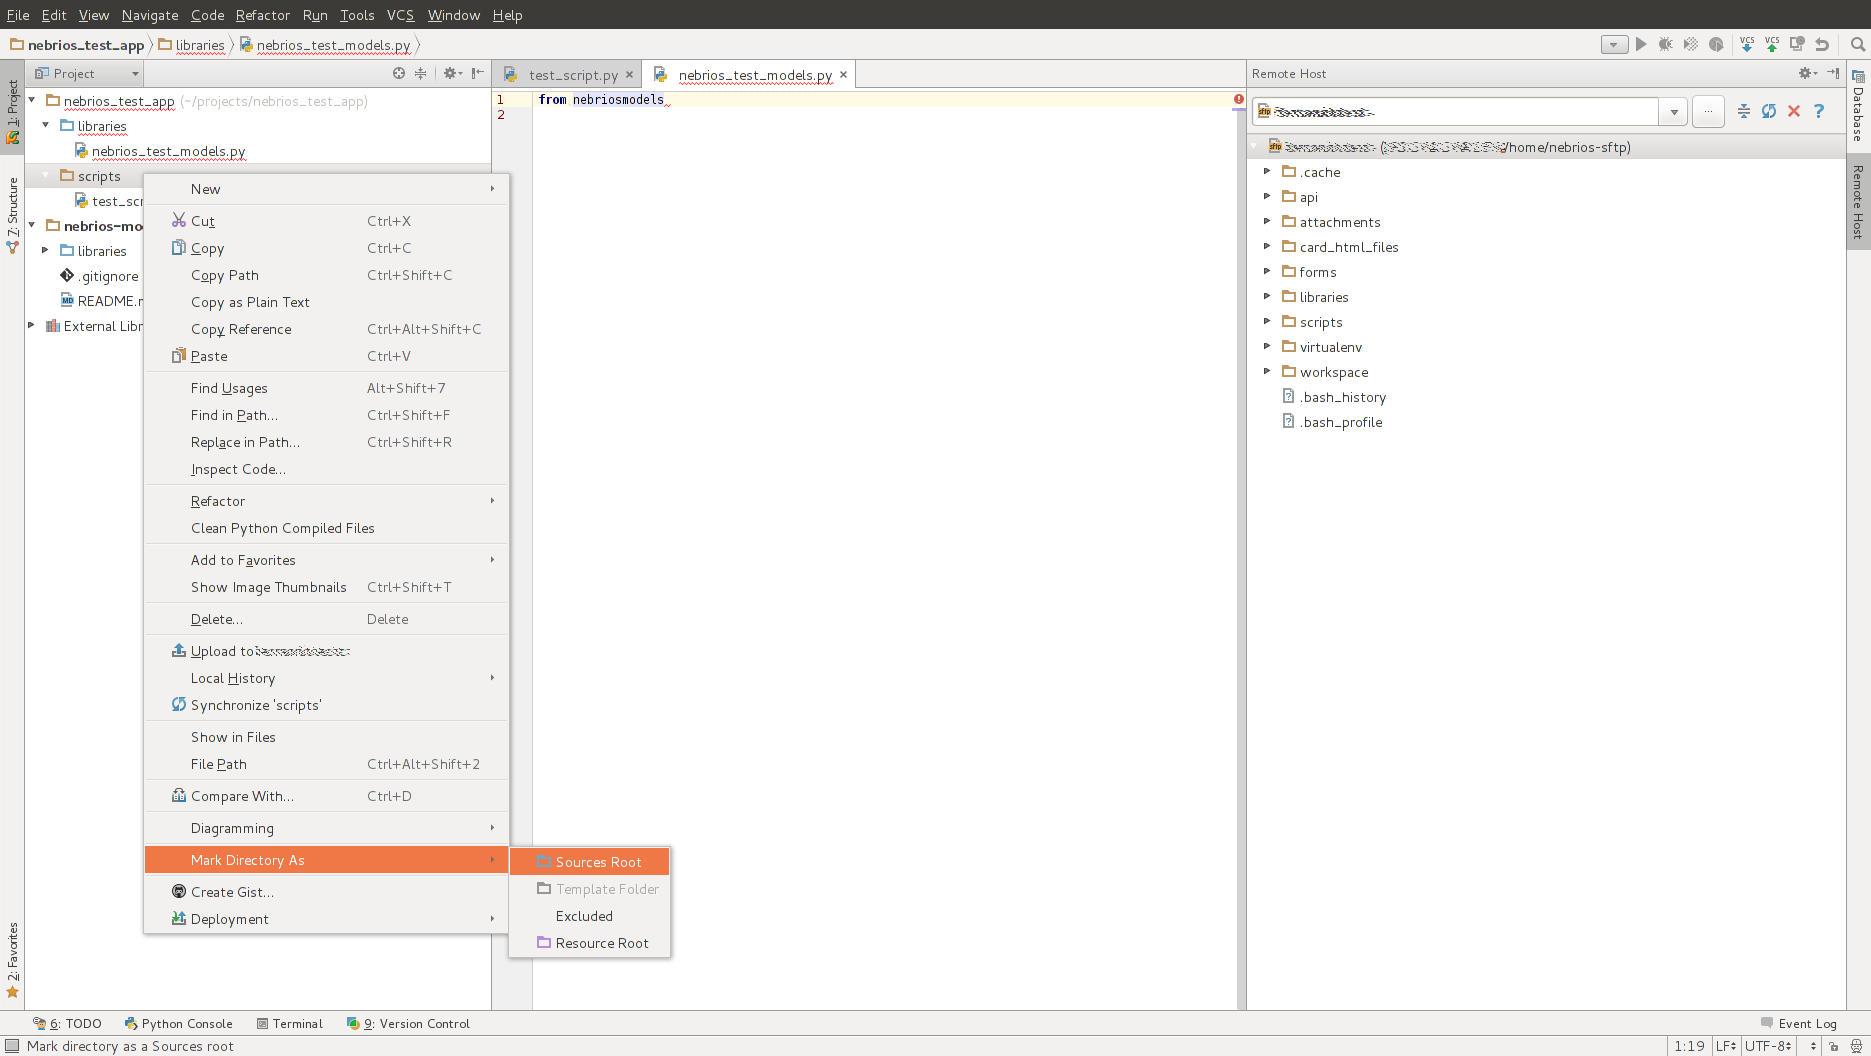 File Edit View Navigate Code Refactor Run Tools VCS Window Help
nebrios_test_app libraries nebrios_test_models.py
VCS VCS
1: Project
7: Structure
2: Favorites
Project
nebrios_test_app (~/projects/nebrios_test_app)
libraries
nebrios_test_models.py
scripts
test_scr
nebrios-mo
libraries
.gitignore
MD README.r
External Libr
New
Cut Ctrl+X
Copy Ctrl+C
Copy Path Ctrl+Shift+C
Copy as Plain Text
Copy Reference Ctrl+Alt+Shift+C
Paste Ctrl+V
Find Usages Alt+Shift+7
Find in Path... Ctrl+Shift+F
Replace in Path... Ctrl+Shift+R
Inspect Code...
Refactor
Clean Python Compiled Files
Add to Favorites
Show Image Thumbnails Ctrl+Shift+T
Delete... Delete
Upload to
Local History
Synchronize 'scripts'
Show in Files
File Path Ctrl+Alt+Shift+2
Compare With... Ctrl+D
Diagramming
Mark Directory As
Create Gist...
Deployment
Sources Root
Template Folder
Excluded
Resource Root
test_script.py nebrios_test_models.py
1 from nebriosmodels
2
Remote Host
sftp
...
sftp ( /home/nebrios-sftp)
.cache
api
attachments
card_html_files
forms
libraries
scripts
virtualenv
workspace
.bash_history
.bash_profile
Database
Remote Host
6: TODO Python Console Terminal 9: Version Control Event Log
Mark directory as a Sources root 1:19 LF UTF-8